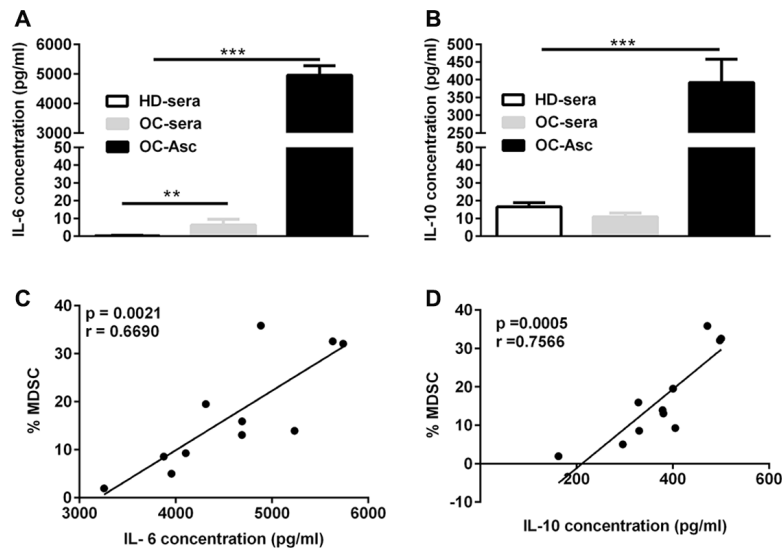 A
IL-6 concentration (pg/ml)
6000
5000
4000
3000
50
40
30
20
10
0
***
**
HD-sera
OC-sera
OC-Asc
B
IL-10 concentration (pg/ml)
500
450
400
350
300
250
50
40
30
20
10
0
***
HD-sera
OC-sera
OC-Asc
C
p = 0.0021
r = 0.6690
% MDSC
40
30
20
10
0
3000
4000
5000
6000
IL- 6 concentration (pg/ml)
D
p =0.0005
r =0.7566
% MDSC
40
30
20
10
0
-10
200
400
600
IL-10 concentration (pg/ml)